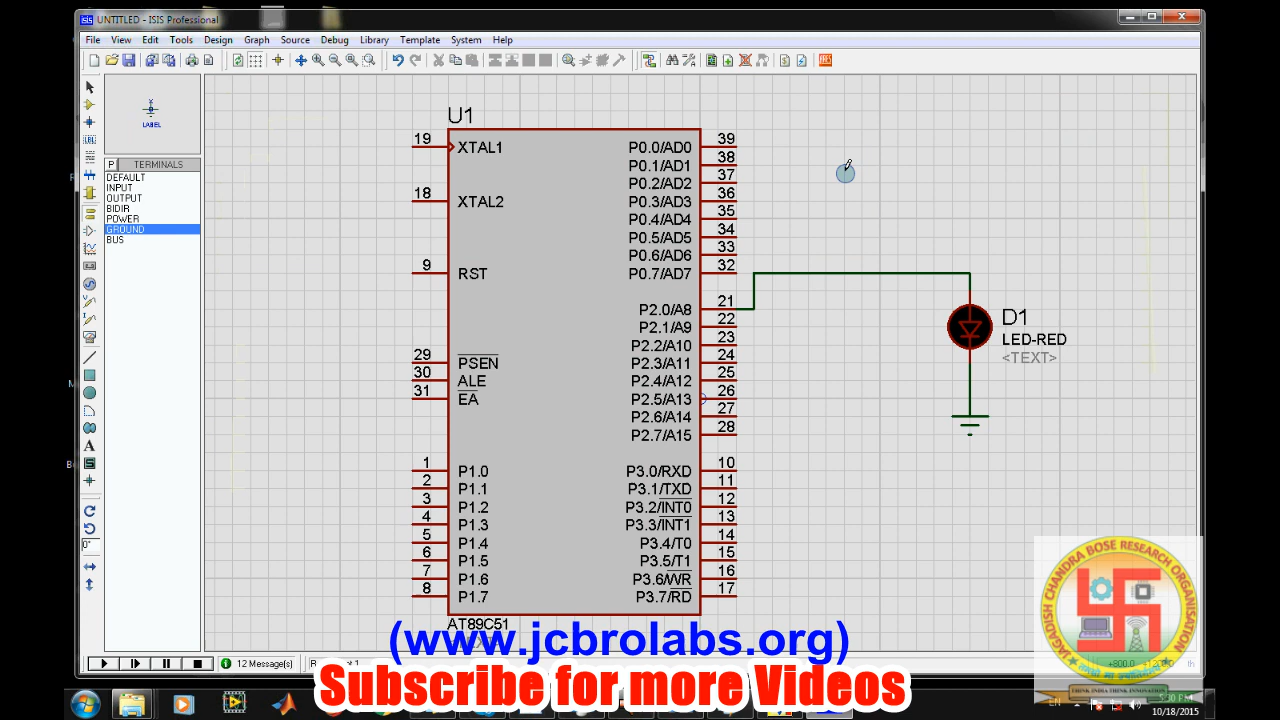 UNTITLED - ISIS Professional
File View Edit Tools Design Graph Source Debug Library Template System Help
LABEL
P TERMINALS
DEFAULT
INPUT
OUTPUT
BIDIR
POWER
GROUND
BUS
LBL
A
S
0°
U1
19 XTAL1
18 XTAL2
9 RST
29 PSEN
30 ALE
31 EA
1 P1.0
2 P1.1
3 P1.2
4 P1.3
5 P1.4
6 P1.5
7 P1.6
8 P1.7
P0.0/AD0 39
P0.1/AD1 38
P0.2/AD2 37
P0.3/AD3 36
P0.4/AD4 35
P0.5/AD5 34
P0.6/AD6 33
P0.7/AD7 32
P2.0/A8 21
P2.1/A9 22
P2.2/A10 23
P2.3/A11 24
P2.4/A12 25
P2.5/A13 26
P2.6/A14 27
P2.7/A15 28
P3.0/RXD 10
P3.1/TXD 11
P3.2/INT0 12
P3.3/INT1 13
P3.4/T0 14
P3.5/T1 15
P3.6/WR 16
P3.7/RD 17
AT89C51
D1
LED-RED
<TEXT>
JAGADISH CHANDRA BOSE RESEARCH ORGANISATION
THINK INDIA THINK INNOVATION
(www.jcbrolabs.org)
12 Message(s)
Subscribe for more Videos
EN
10/18/2015